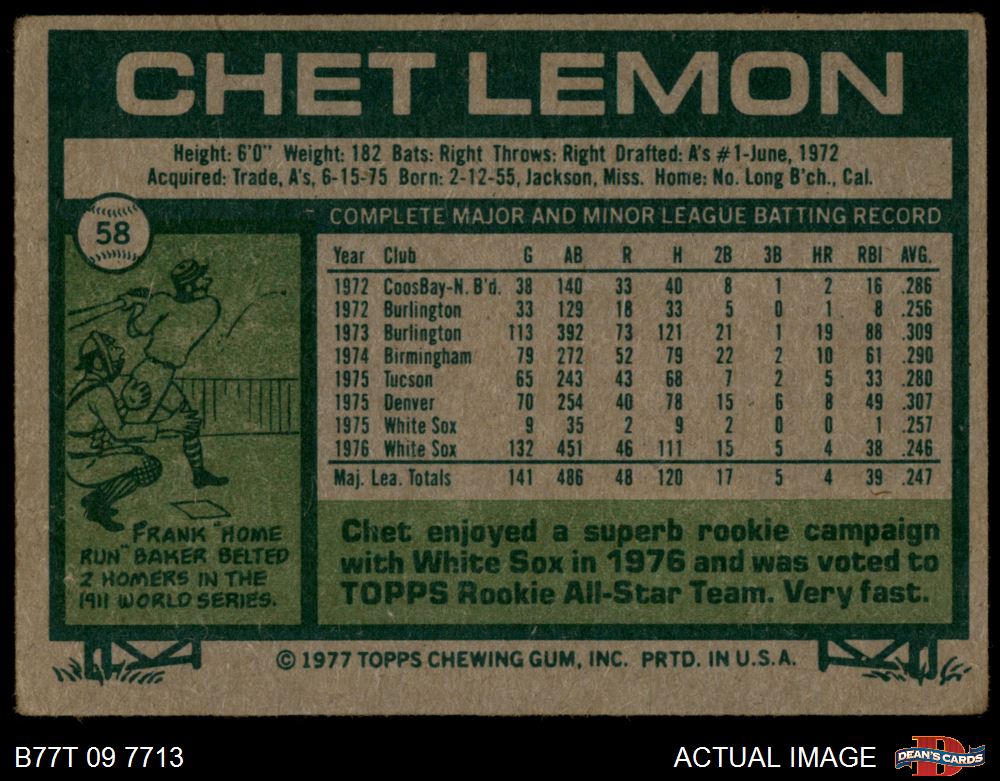 CHET LEMON
Height: 6'0" Weight: 182 Bats: Right Throws: Right Drafted: A's #1-June, 1972
Acquired: Trade, A's, 6-15-75 Born: 2-12-55, Jackson, Miss. Home: No. Long B'ch., Cal.
58
COMPLETE MAJOR AND MINOR LEAGUE BATTING RECORD
Year Club G AB R H 2B 3B HR RBI AVG.
1972 CoosBay-N. B'd. 38 140 33 40 8 1 2 16 .286
1972 Burlington 33 129 18 33 5 0 1 8 .256
1973 Burlington 113 392 73 121 21 1 19 88 .309
1974 Birmingham 79 272 52 79 22 2 10 61 .290
1975 Tucson 65 243 43 68 7 2 5 33 .280
1975 Denver 70 254 40 78 15 6 8 49 .307
1975 White Sox 9 35 2 9 2 0 0 1 .257
1976 White Sox 132 451 46 111 15 5 4 38 .246
Maj. Lea. Totals 141 486 48 120 17 5 4 39 .247
FRANK "HOME
RUN" BAKER BELTED
2 HOMERS IN THE
1911 WORLD SERIES.
Chet enjoyed a superb rookie campaign
with White Sox in 1976 and was voted to
TOPPS Rookie All-Star Team. Very fast.
© 1977 TOPPS CHEWING GUM, INC. PRTD. IN U.S.A.
B77T 09 7713
ACTUAL IMAGE
D
DEAN'S CARDS